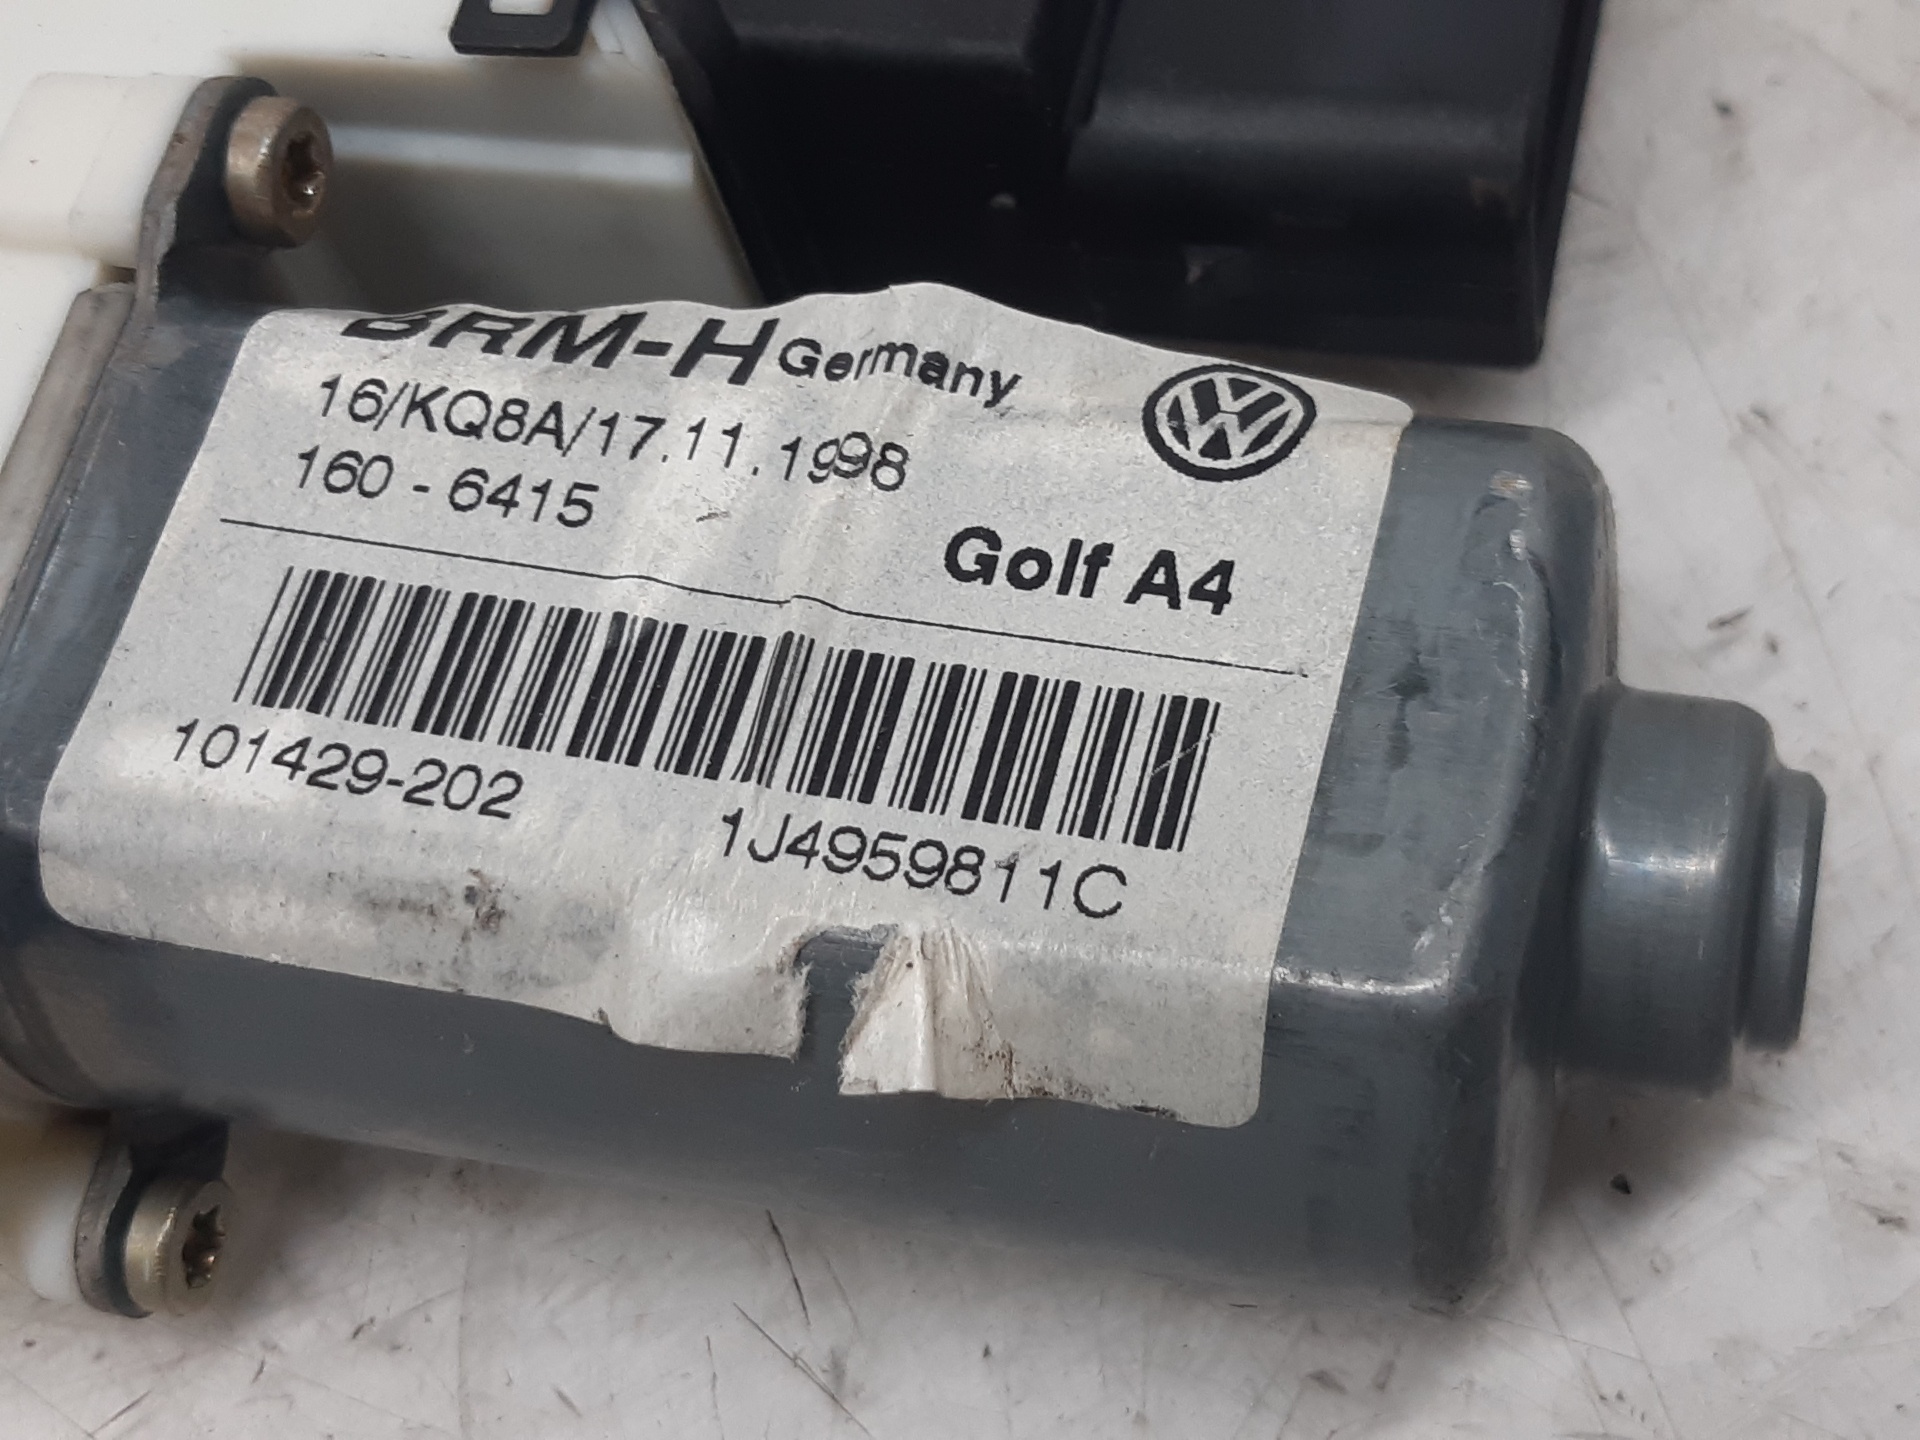 BRM-H Germany
16/KQ8A/17.11.1998
160 - 6415
Golf A4
101429-202
1J4959811C